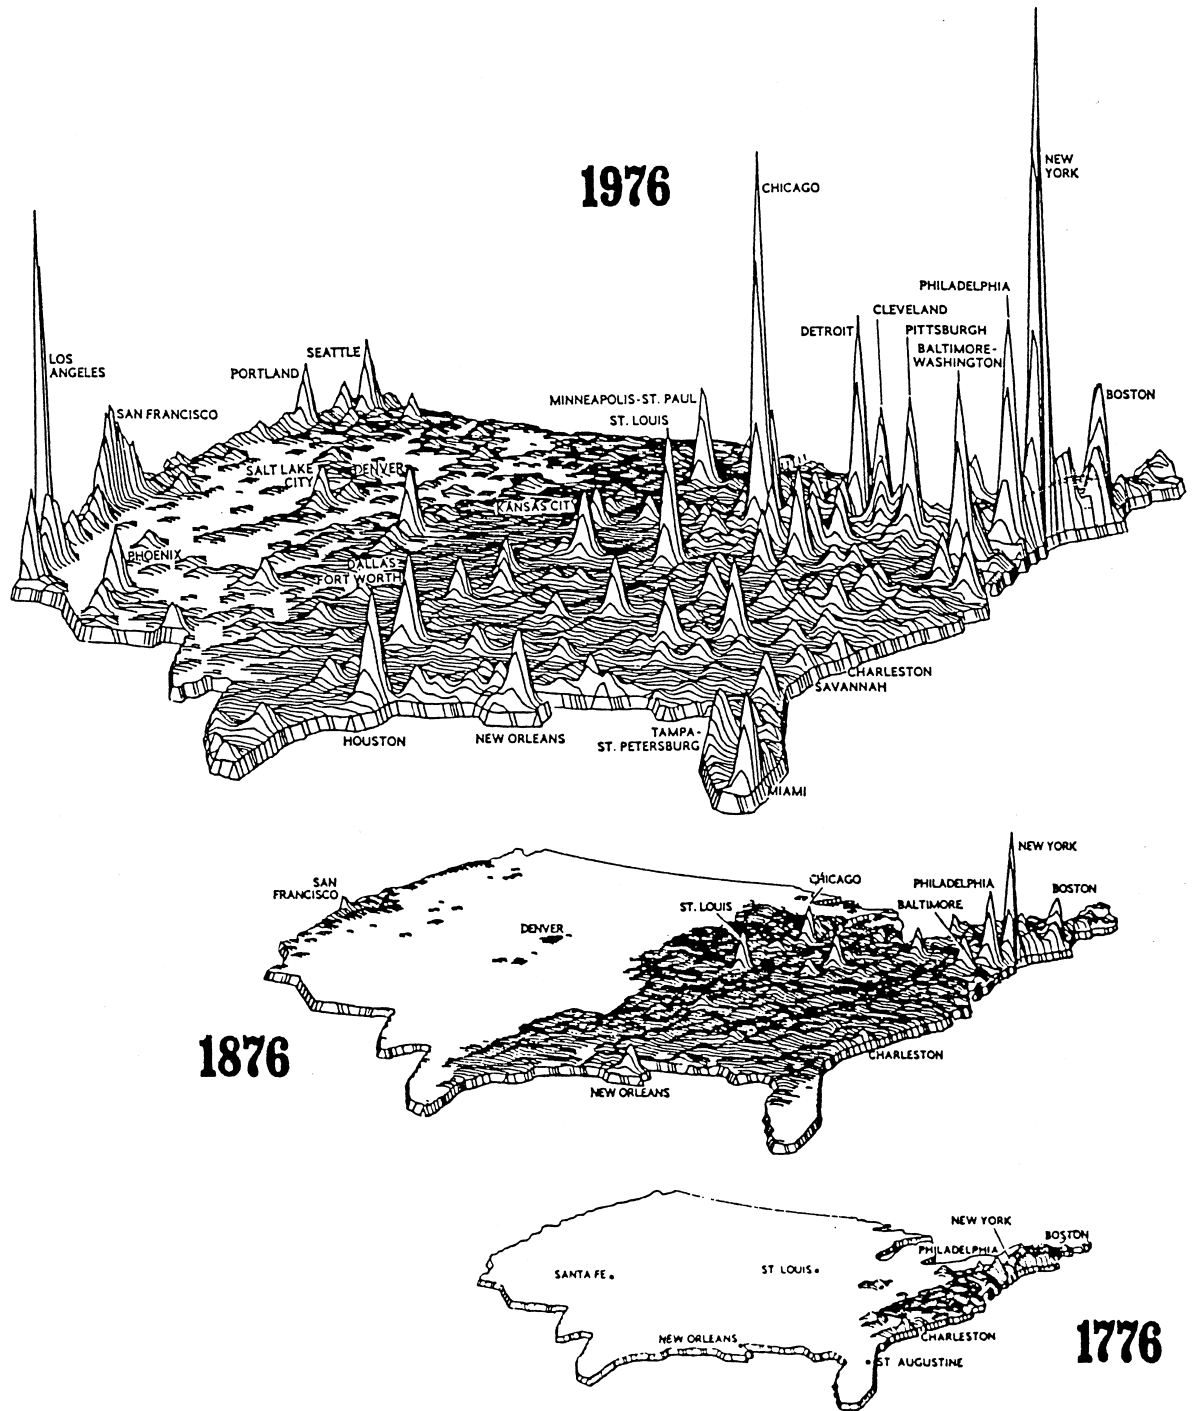 1976
NEW
YORK
CHICAGO
PHILADELPHIA
CLEVELAND
DETROIT
PITTSBURGH
BALTIMORE-
WASHINGTON
BOSTON
LOS
ANGELES
SEATTLE
PORTLAND
SAN FRANCISCO
MINNEAPOLIS-ST. PAUL
ST. LOUIS
SALT LAKE
CITY
DENVER
KANSAS CITY
PHOENIX
DALLAS-
FORT WORTH
CHARLESTON
SAVANNAH
HOUSTON
NEW ORLEANS
TAMPA-
ST. PETERSBURG
MIAMI
NEW YORK
SAN
FRANCISCO
CHICAGO
PHILADELPHIA
BOSTON
ST. LOUIS
BALTIMORE
DENVER
1876
CHARLESTON
NEW ORLEANS
NEW YORK
BOSTON
PHILADELPHIA
SANTA FE
ST LOUIS
NEW ORLEANS
CHARLESTON
1776
ST AUGUSTINE